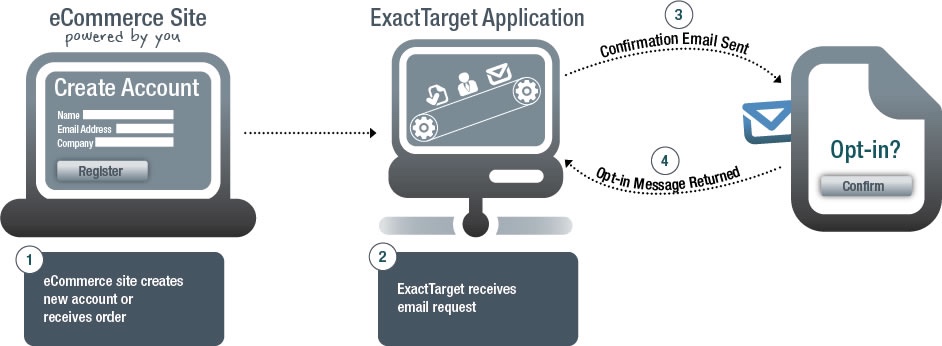 eCommerce Site
powered by you
Create Account
Name
Email Address
Company
Register
1
eCommerce site creates
new account or
receives order
ExactTarget Application
2
ExactTarget receives
email request
3
Confirmation Email Sent
4
Opt-in Message Returned
Opt-in?
Confirm